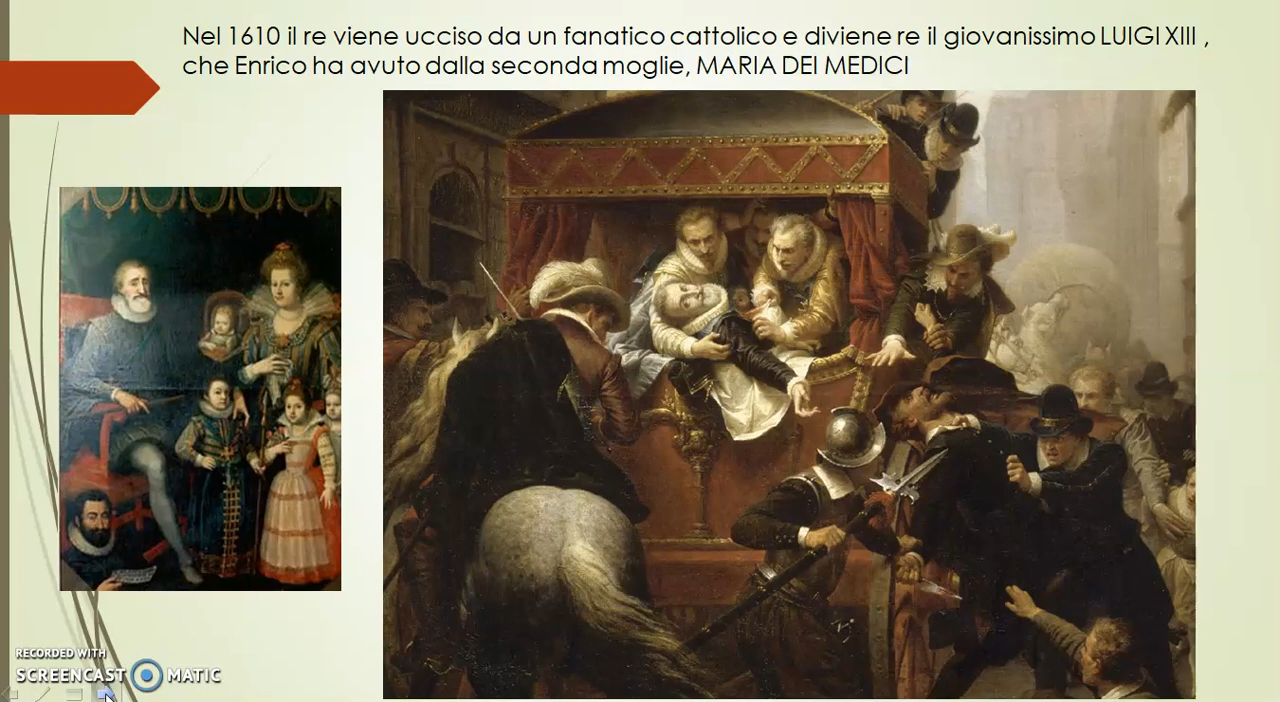 Nel 1610 il re viene ucciso da un fanatico cattolico e diviene re il giovanissimo LUIGI XIII ,
che Enrico ha avuto dalla seconda moglie, MARIA DEI MEDICI
RECORDED WITH
SCREENCAST MATIC